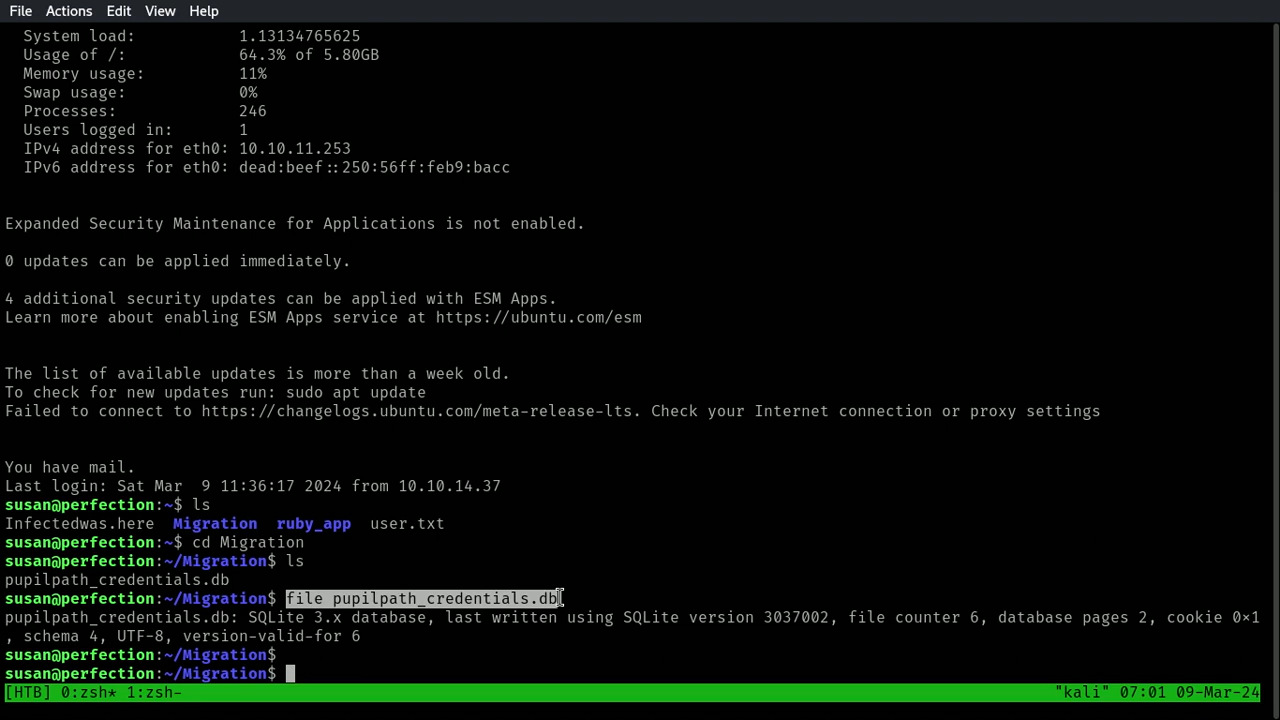 File Actions Edit View Help
System load: 1.13134765625
Usage of /: 64.3% of 5.80GB
Memory usage: 11%
Swap usage: 0%
Processes: 246
Users logged in: 1
IPv4 address for eth0: 10.10.11.253
IPv6 address for eth0: dead:beef::250:56ff:feb9:bacc
Expanded Security Maintenance for Applications is not enabled.
0 updates can be applied immediately.
4 additional security updates can be applied with ESM Apps.
Learn more about enabling ESM Apps service at https://ubuntu.com/esm
The list of available updates is more than a week old.
To check for new updates run: sudo apt update
Failed to connect to https://changelogs.ubuntu.com/meta-release-lts. Check your Internet connection or proxy settings
You have mail.
Last login: Sat Mar  9 11:36:17 2024 from 10.10.14.37
susan@perfection:~$ ls
Infectedwas.here  Migration  ruby_app  user.txt
susan@perfection:~$ cd Migration
susan@perfection:~/Migration$ ls
pupilpath_credentials.db
susan@perfection:~/Migration$ file pupilpath_credentials.db
pupilpath_credentials.db: SQLite 3.x database, last written using SQLite version 3037002, file counter 6, database pages 2, cookie 0×1
, schema 4, UTF-8, version-valid-for 6
susan@perfection:~/Migration$
susan@perfection:~/Migration$
[HTB] 0:zsh* 1:zsh- "kali" 07:01 09-Mar-24